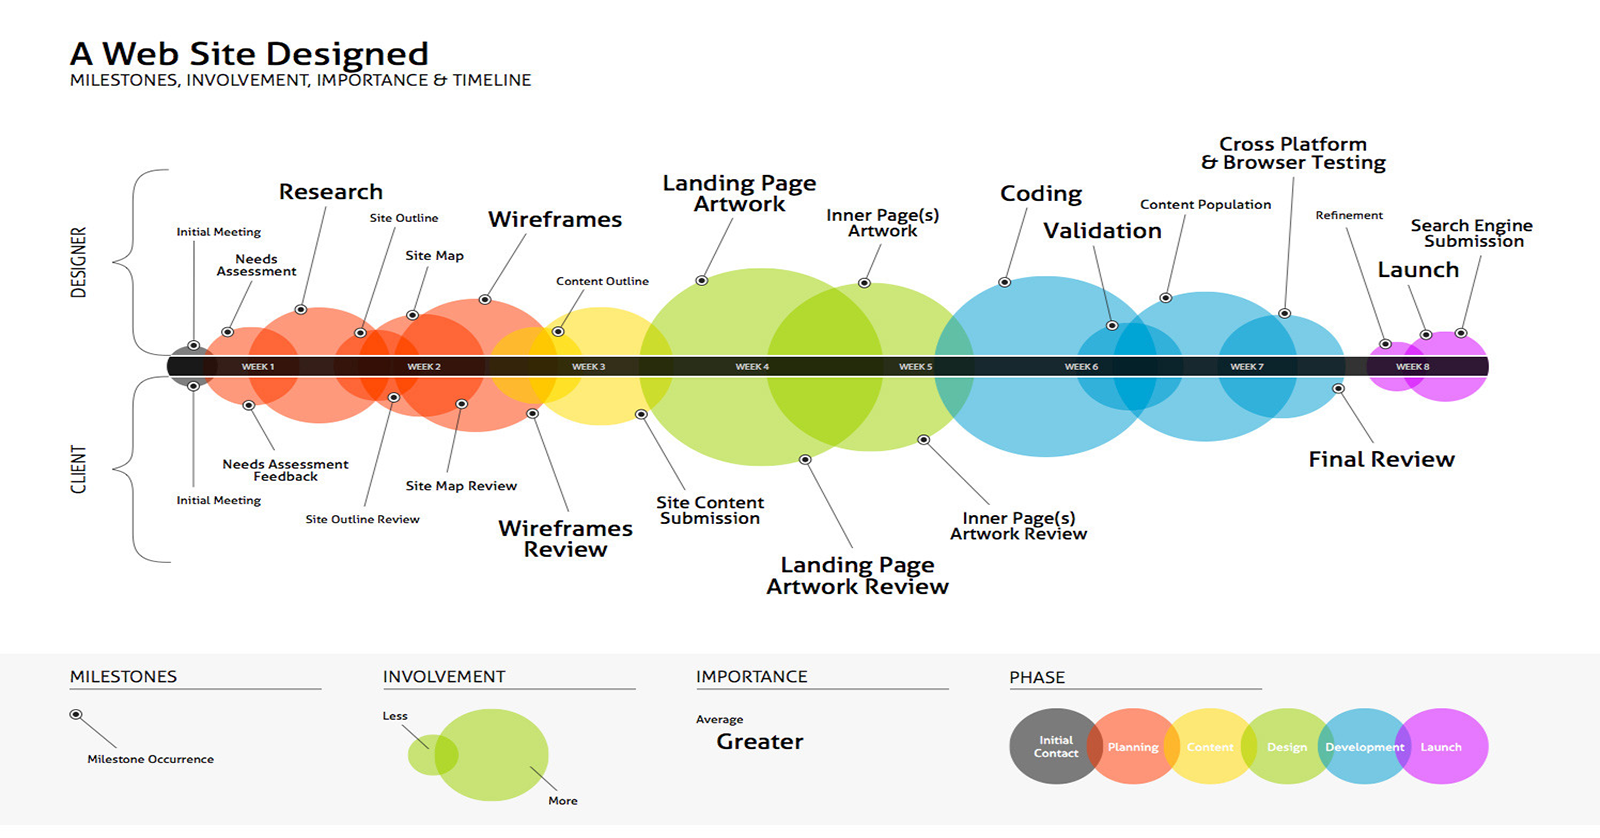 A Web Site Designed
MILESTONES, INVOLVEMENT, IMPORTANCE & TIMELINE
DESIGNER
Initial Meeting
Needs
Assessment
Research
Site Outline
Site Map
Wireframes
Content Outline
Landing Page
Artwork
Inner Page(s)
Artwork
Coding
Validation
Content Population
Cross Platform
& Browser Testing
Refinement
Launch
Search Engine
Submission
WEEK 1
WEEK 2
WEEK 3
WEEK 4
WEEK 5
WEEK 6
WEEK 7
WEEK 8
CLIENT
Initial Meeting
Needs Assessment
Feedback
Site Outline Review
Site Map Review
Wireframes
Review
Site Content
Submission
Landing Page
Artwork Review
Inner Page(s)
Artwork Review
Final Review
MILESTONES
Milestone Occurrence
INVOLVEMENT
Less
More
IMPORTANCE
Average
Greater
PHASE
Initial
Contact
Planning
Content
Design
Development
Launch